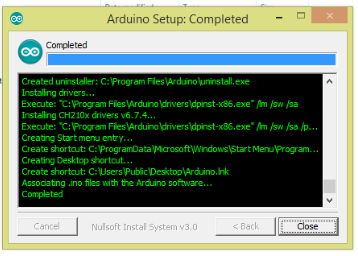 Arduino Setup: Completed
Completed
Created uninstaller: C:\Program Files\Arduino\uninstall.exe
Installing drivers...
Execute: "C:\Program Files\Arduino\drivers\dpinst-x86.exe" /lm /sw /sa
Installing CH210x drivers v6.7.4...
Execute: "C:\Program Files\Arduino\drivers\dpinst-x86.exe" /lm /sw /sa /p...
Creating Start menu entry...
Create shortcut: C:\ProgramData\Microsoft\Windows\Start Menu\Program...
Creating Desktop shortcut...
Create shortcut: C:\Users\Public\Desktop\Arduino.lnk
Associating .ino files with the Arduino software...
Completed
Cancel Nullsoft Install System v3.0 < Back Close